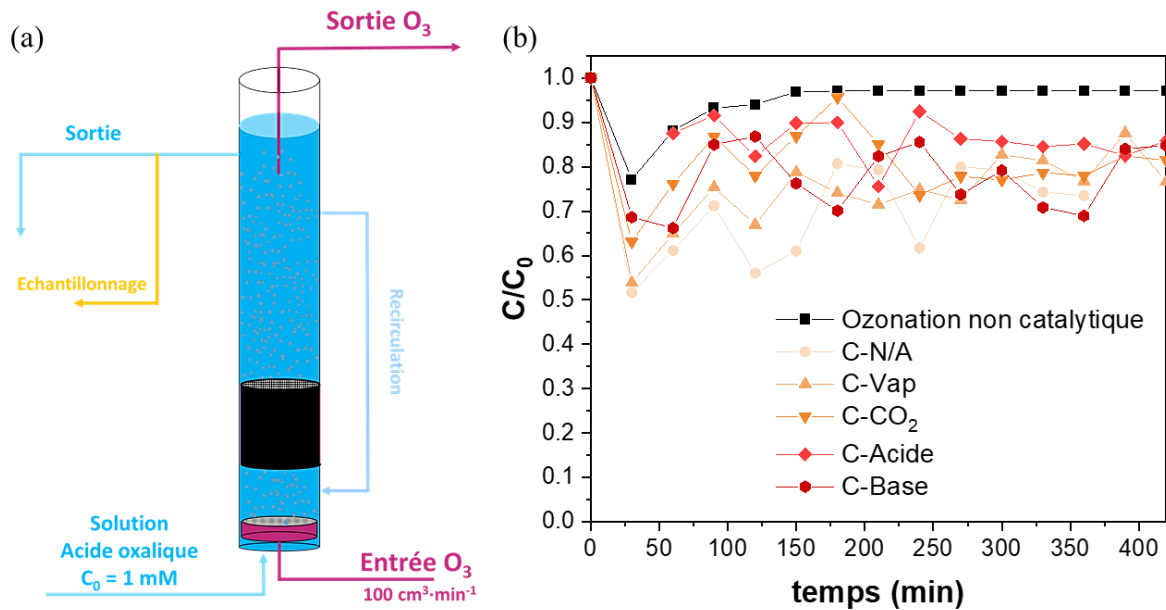 (a)
Sortie O₃
Sortie
Echantillonnage
Recirculation
Solution
Acide oxalique
C₀ = 1 mM
Entrée O₃
100 cm³·min⁻¹
(b)
1.0
0.9
0.8
0.7
0.6
0.5
0.4
0.3
0.2
0.1
0.0
C/C₀
Ozonation non catalytique
C-N/A
C-Vap
C-CO₂
C-Acide
C-Base
0 50 100 150 200 250 300 350 400
temps (min)